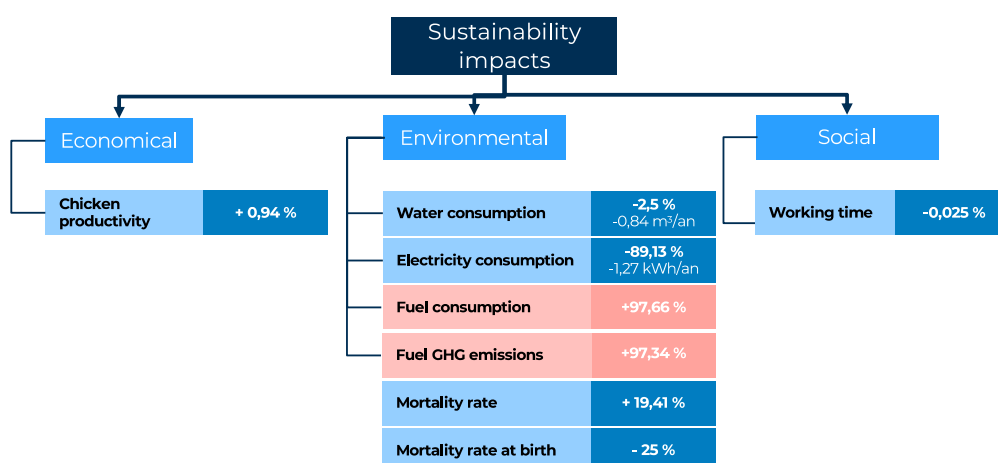 Sustainability
impacts
Economical
Environmental
Social
Chicken
productivity
+ 0,94 %
Water consumption
-2,5 %
-0,84 m³/an
Electricity consumption
-89,13 %
-1,27 kWh/an
Fuel consumption
+97,66 %
Fuel GHG emissions
+97,34 %
Mortality rate
+ 19,41 %
Mortality rate at birth
- 25 %
Working time
-0,025 %